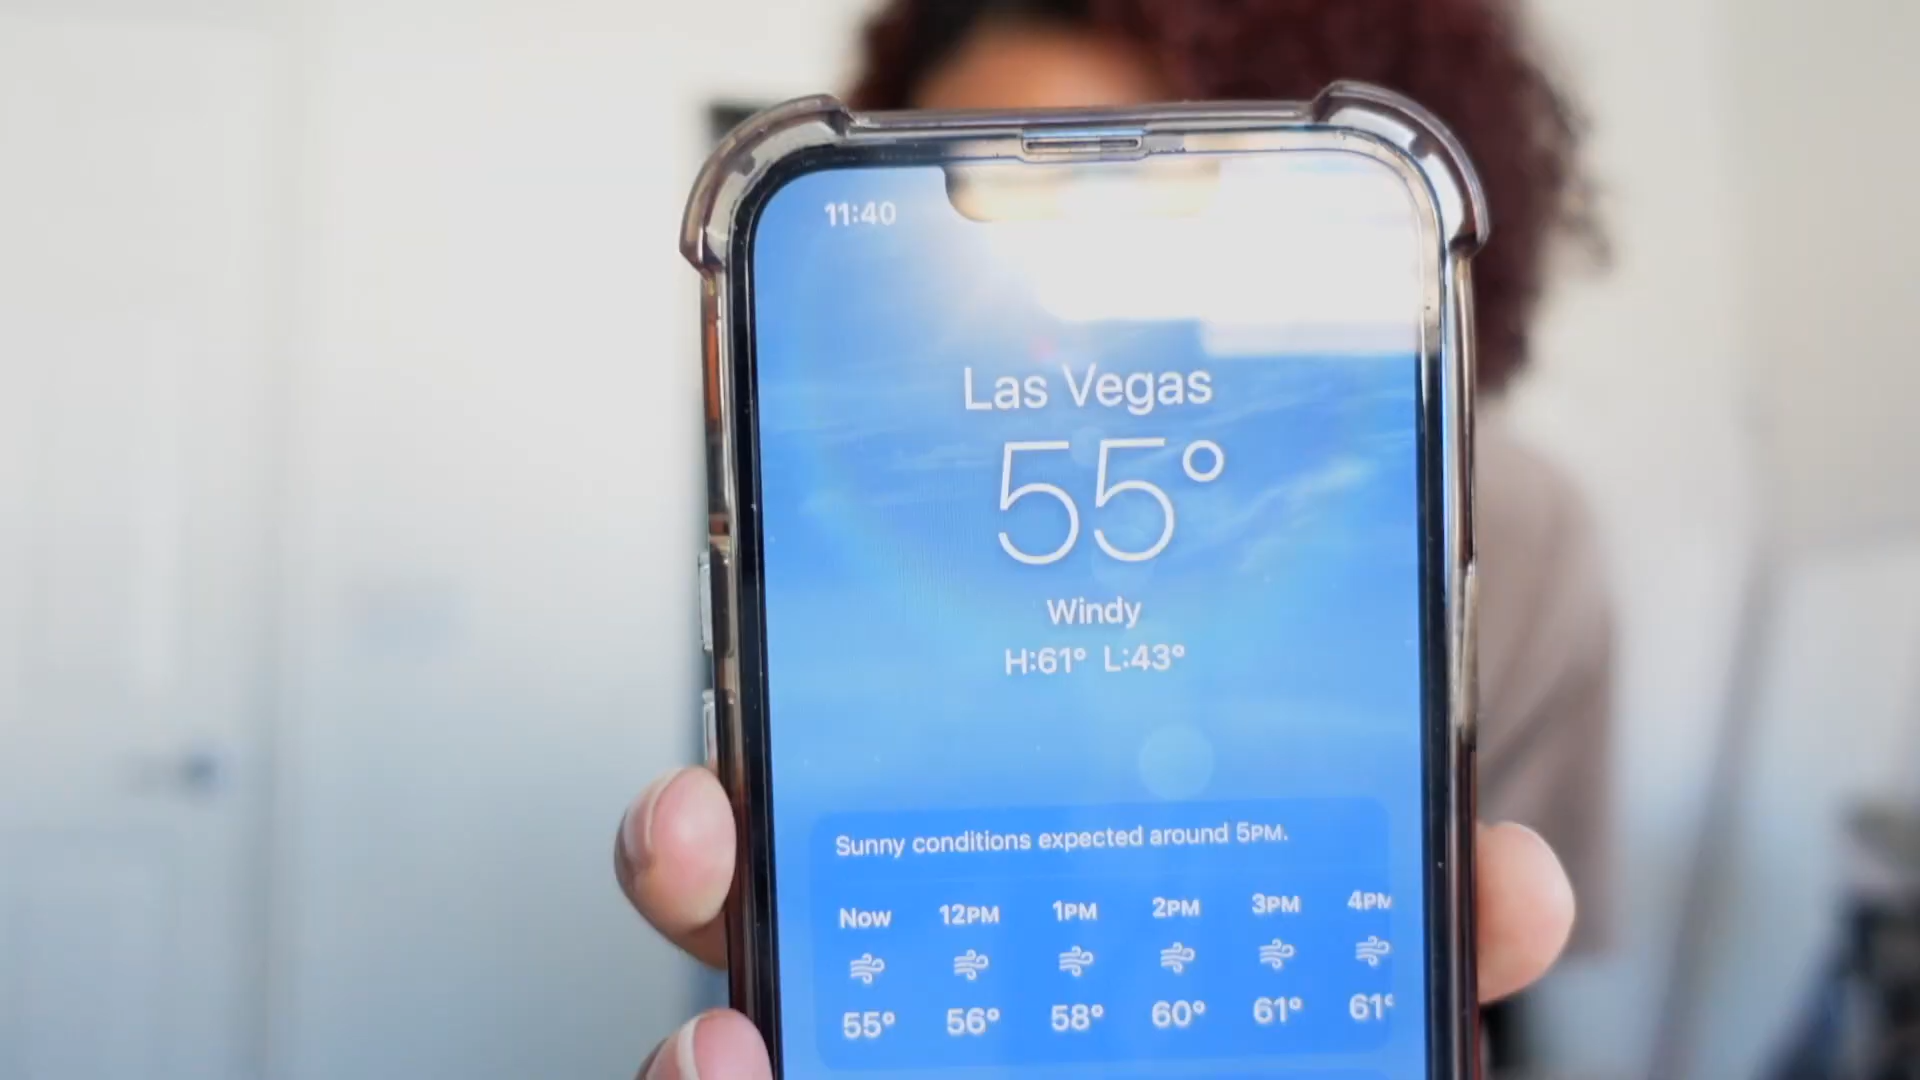 11:40
Las Vegas
55°
Windy
H:61° L:43°
Sunny conditions expected around 5PM.
Now 12PM 1PM 2PM 3PM 4PM
55° 56° 58° 60° 61° 61°